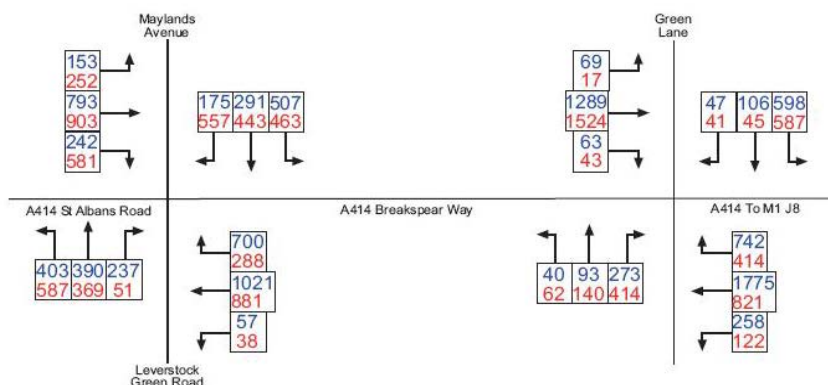 Maylands
Avenue
Green
Lane
153
252
793
903
242
581
175 291 507
557 443 463
69
17
1289
1524
63
43
47 106 598
41 45 587
A414 St Albans Road
A414 Breakspear Way
A414 To M1 J8
403 390 237
587 369 51
700
288
1021
881
57
38
40 93 273
62 140 414
742
414
1775
821
258
122
Leverstock
Green Road